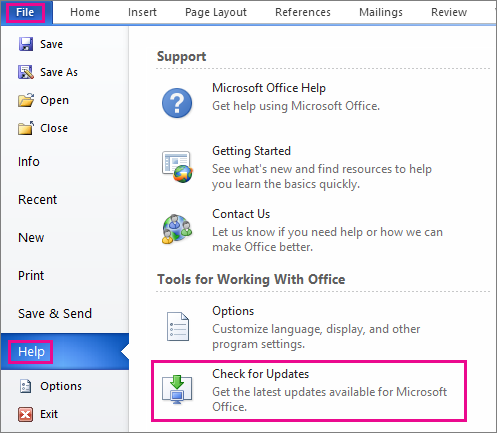 File Home Insert Page Layout References Mailings Review
Save
Save As
Open
Close
Info
Recent
New
Print
Save & Send
Help
Options
Exit
Support
Microsoft Office Help
Get help using Microsoft Office.
Getting Started
See what's new and find resources to help
you learn the basics quickly.
Contact Us
Let us know if you need help or how we can
make Office better.
Tools for Working With Office
Options
Customize language, display, and other
program settings.
Check for Updates
Get the latest updates available for Microsoft
Office.